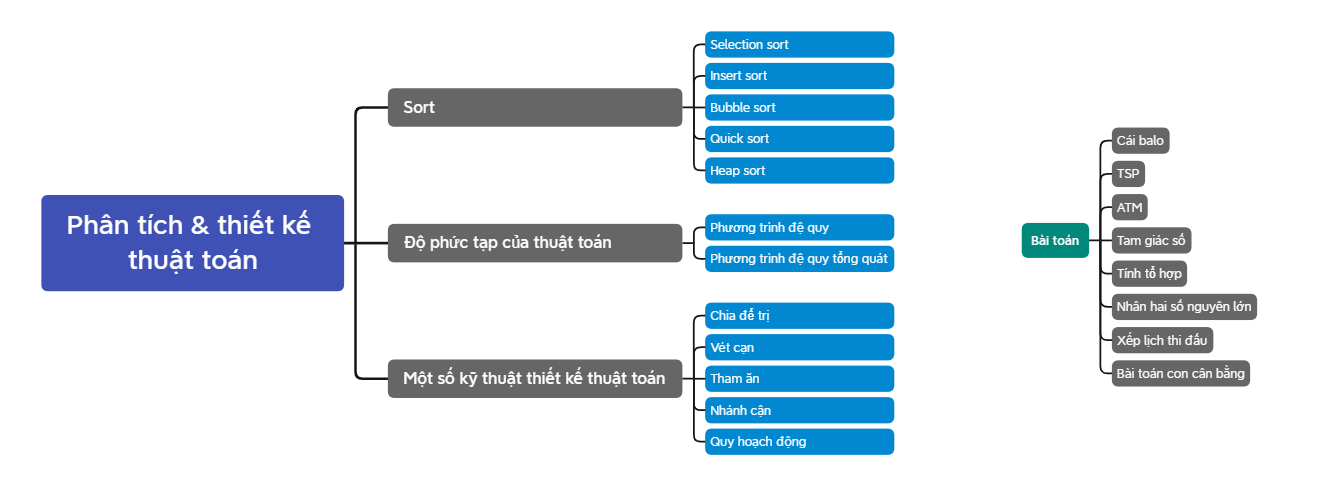 Phân tích & thiết kế
thuật toán
Sort
Selection sort
Insert sort
Bubble sort
Quick sort
Heap sort
Độ phức tạp của thuật toán
Phương trình đệ quy
Phương trình đệ quy tổng quát
Một số kỹ thuật thiết kế thuật toán
Chia để trị
Vét cạn
Tham ăn
Nhánh cận
Quy hoạch động
Bài toán
Cái balo
TSP
ATM
Tam giác số
Tính tổ hợp
Nhân hai số nguyên lớn
Xếp lịch thi đấu
Bài toán con cân bằng